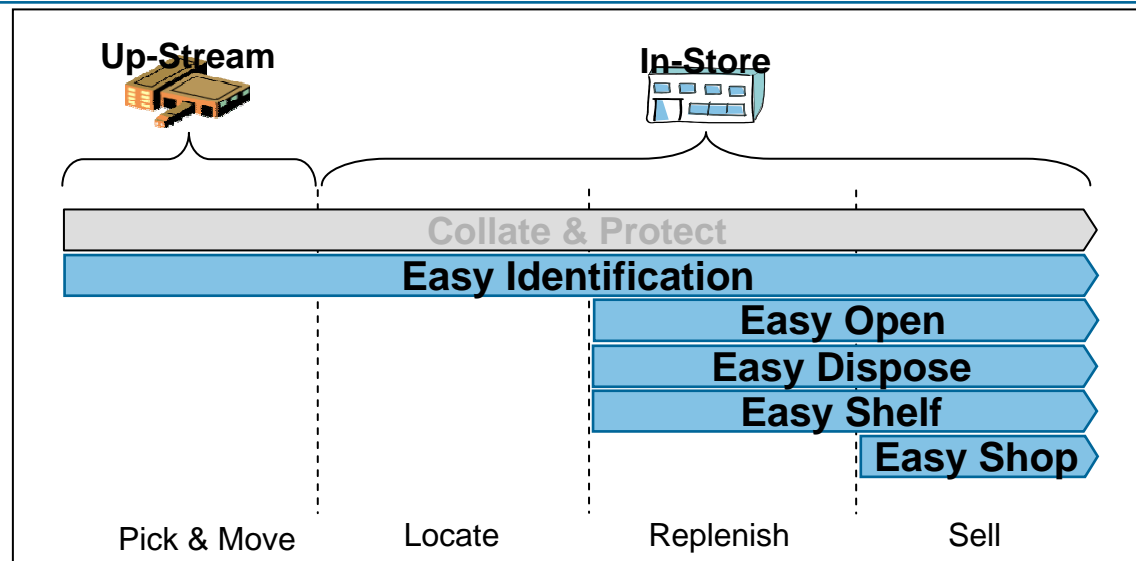 Up-Stream
In-Store
Collate & Protect
Easy Identification
Easy Open
Easy Dispose
Easy Shelf
Easy Shop
Pick & Move
Locate
Replenish
Sell